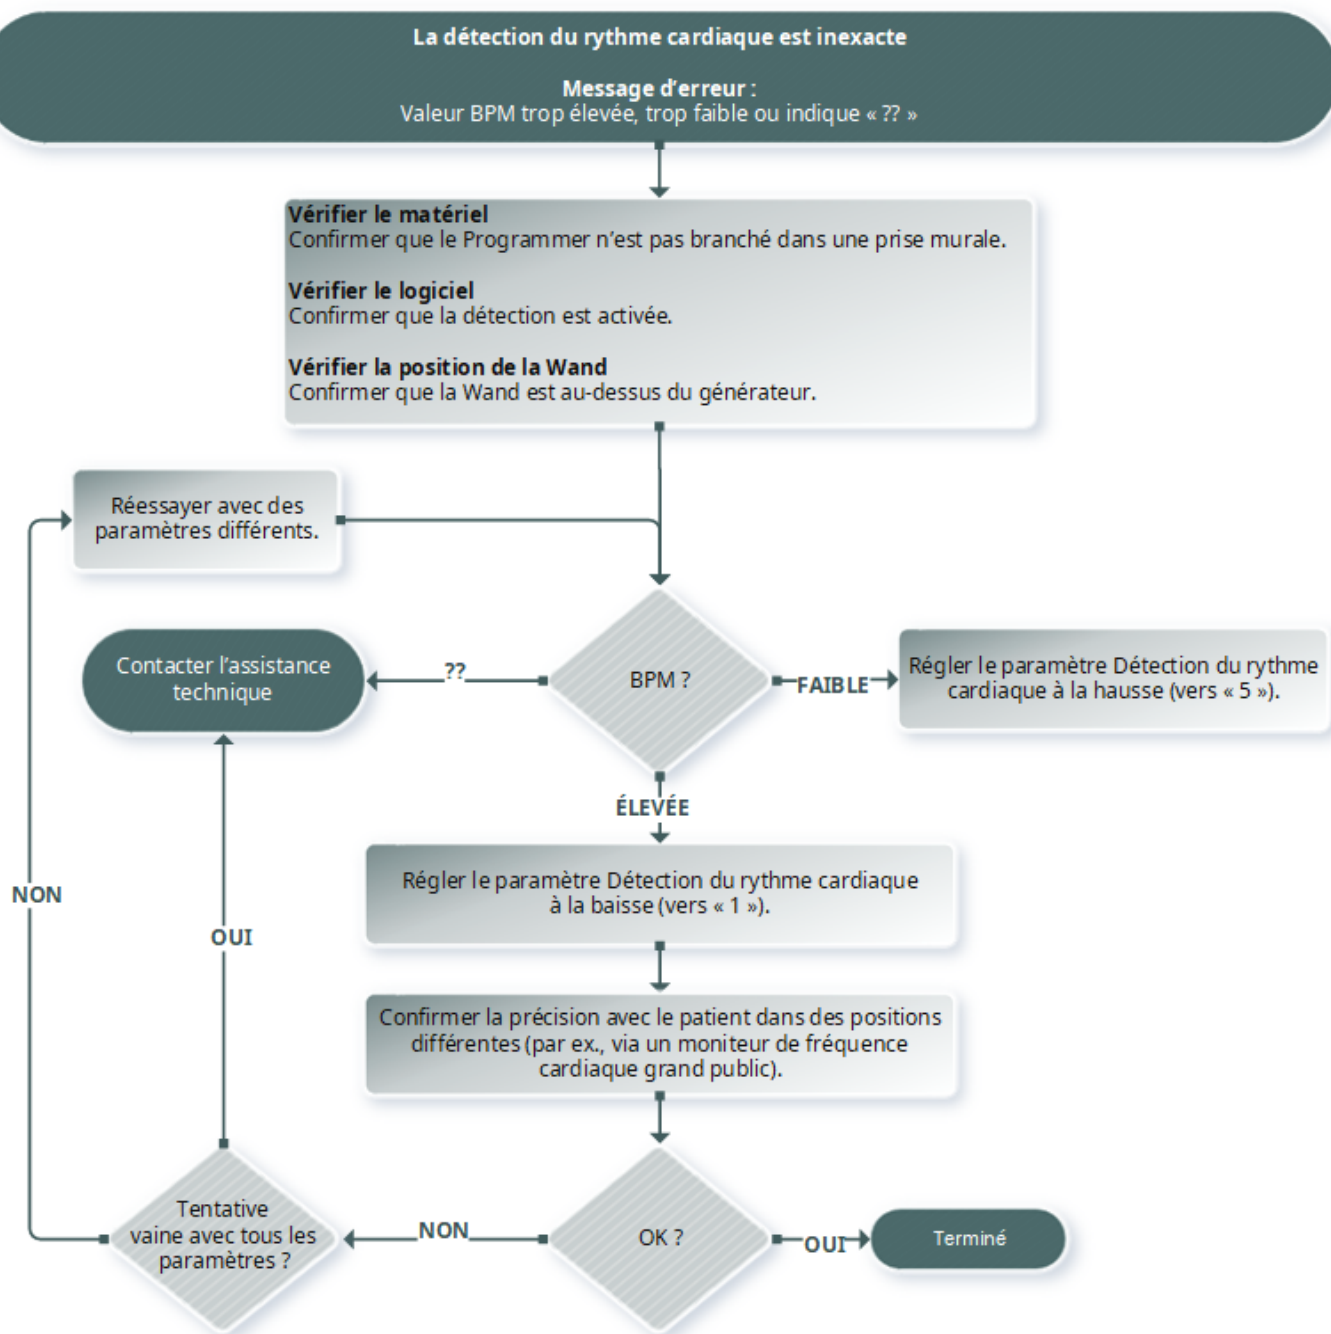 La détection du rythme cardiaque est inexacte
Message d'erreur :
Valeur BPM trop élevée, trop faible ou indique « ?? »
Vérifier le matériel
Confirmer que le Programmer n'est pas branché dans une prise murale.
Vérifier le logiciel
Confirmer que la détection est activée.
Vérifier la position de la Wand
Confirmer que la Wand est au-dessus du générateur.
Réessayer avec des
paramètres différents.
Contacter l'assistance
technique
??
BPM ?
FAIBLE
Régler le paramètre Détection du rythme
cardiaque à la hausse (vers « 5 »).
ÉLEVÉE
Régler le paramètre Détection du rythme cardiaque
à la baisse (vers « 1 »).
NON
OUI
Confirmer la précision avec le patient dans des positions
différentes (par ex., via un moniteur de fréquence
cardiaque grand public).
Tentative
vaine avec tous les
paramètres ?
NON
OK ?
OUI
Terminé